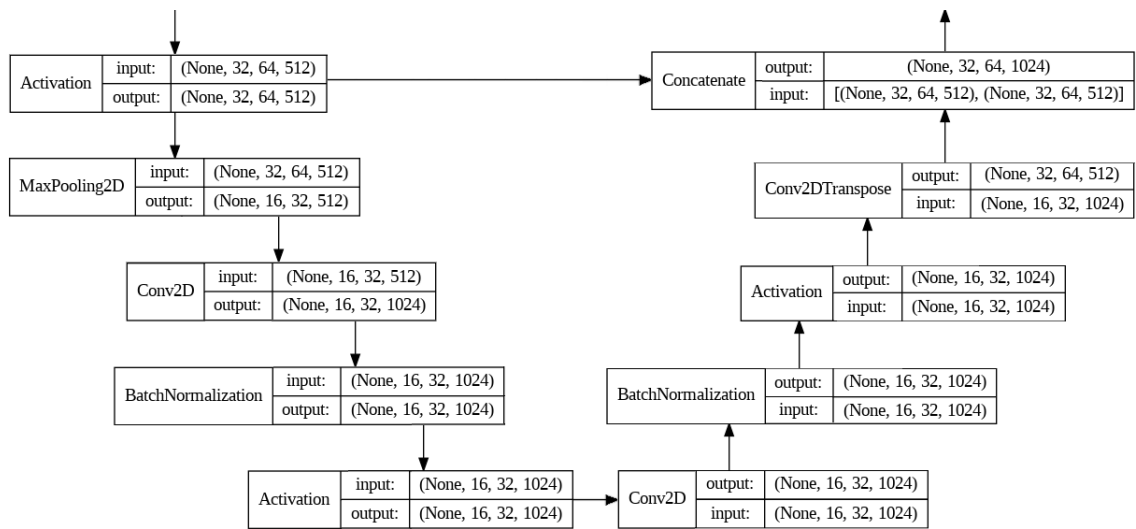 Activation input: (None, 32, 64, 512)
output: (None, 32, 64, 512)
Concatenate output: (None, 32, 64, 1024)
input: [(None, 32, 64, 512), (None, 32, 64, 512)]
MaxPooling2D input: (None, 32, 64, 512)
output: (None, 16, 32, 512)
Conv2DTranspose output: (None, 32, 64, 512)
input: (None, 16, 32, 1024)
Conv2D input: (None, 16, 32, 512)
output: (None, 16, 32, 1024)
Activation output: (None, 16, 32, 1024)
input: (None, 16, 32, 1024)
BatchNormalization input: (None, 16, 32, 1024)
output: (None, 16, 32, 1024)
BatchNormalization output: (None, 16, 32, 1024)
input: (None, 16, 32, 1024)
Activation input: (None, 16, 32, 1024)
output: (None, 16, 32, 1024)
Conv2D output: (None, 16, 32, 1024)
input: (None, 16, 32, 1024)